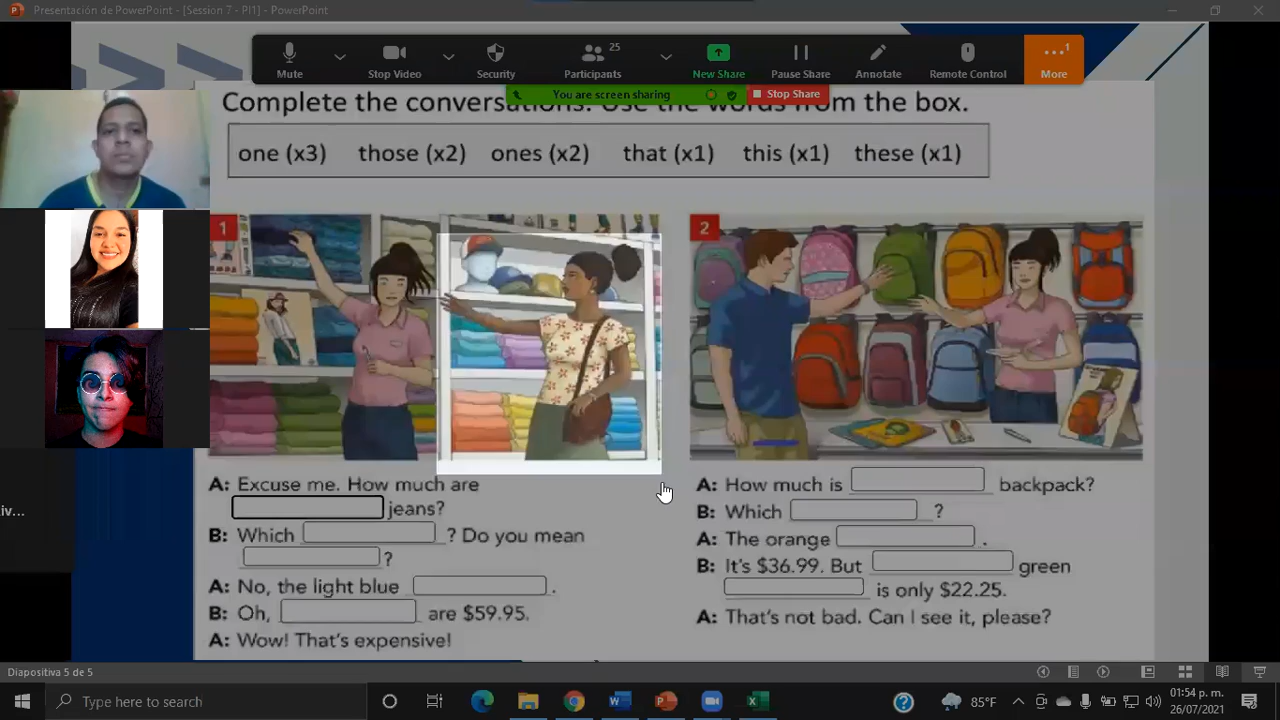 Presentación de PowerPoint - [Session 7 - PI1] - PowerPoint
Mute
Stop Video
Security
Participants
25
New Share
Pause Share
Annotate
Remote Control
More
1
You are screen sharing
Stop Share
Complete the conversations. Use the words from the box.
one (x3) those (x2) ones (x2) that (x1) this (x1) these (x1)
1
2
A: Excuse me. How much are
jeans?
B: Which ? Do you mean
?
A: No, the light blue .
B: Oh, are $59.95.
A: Wow! That's expensive!
A: How much is backpack?
B: Which ?
A: The orange .
B: It's $36.99. But green
is only $22.25.
A: That's not bad. Can I see it, please?
iv...
Diapositiva 5 de 5
Type here to search
85°F
01:54 p. m.
26/07/2021